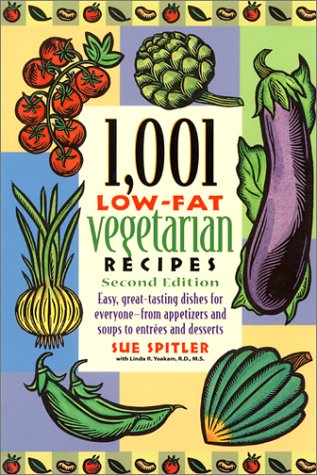 1,001
LOW-FAT
vegetarian
RECIPES
Second Edition
Easy, great-tasting dishes for
everyone—from appetizers and
soups to entrées and desserts
SUE SPITLER
with Linda R. Yoakam, R.D., M.S.